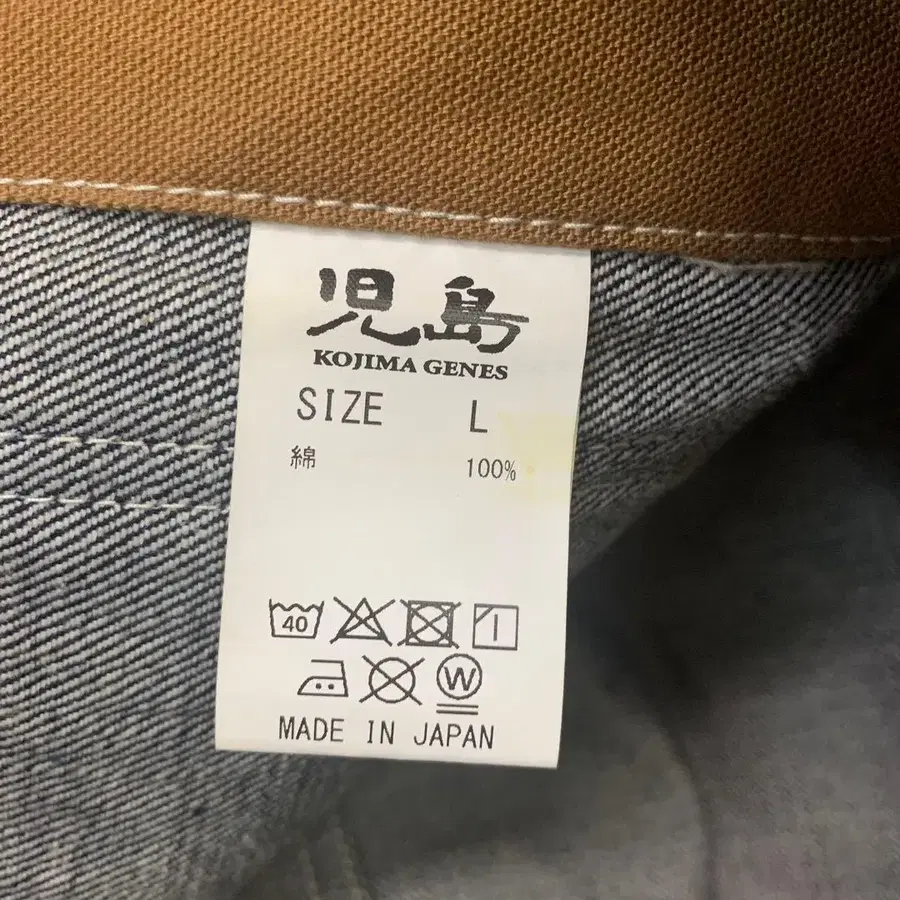 児島
KOJIMA GENES
SIZE L
綿 100%
40
W
MADE IN JAPAN